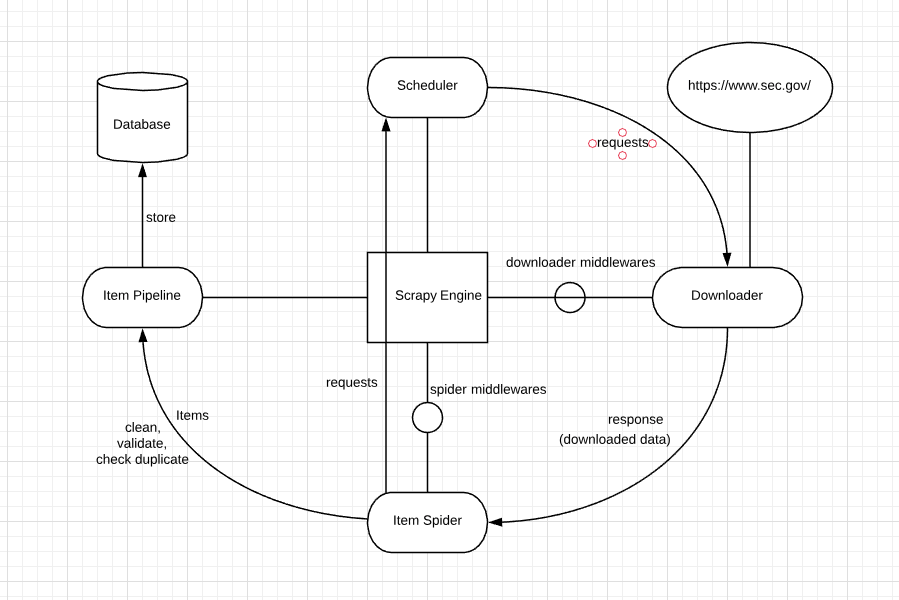 Scheduler
https://www.sec.gov/
Database
requests
store
downloader middlewares
Item Pipeline
Scrapy Engine
Downloader
requests
spider middlewares
Items
clean,
validate,
check duplicate
response
(downloaded data)
Item Spider